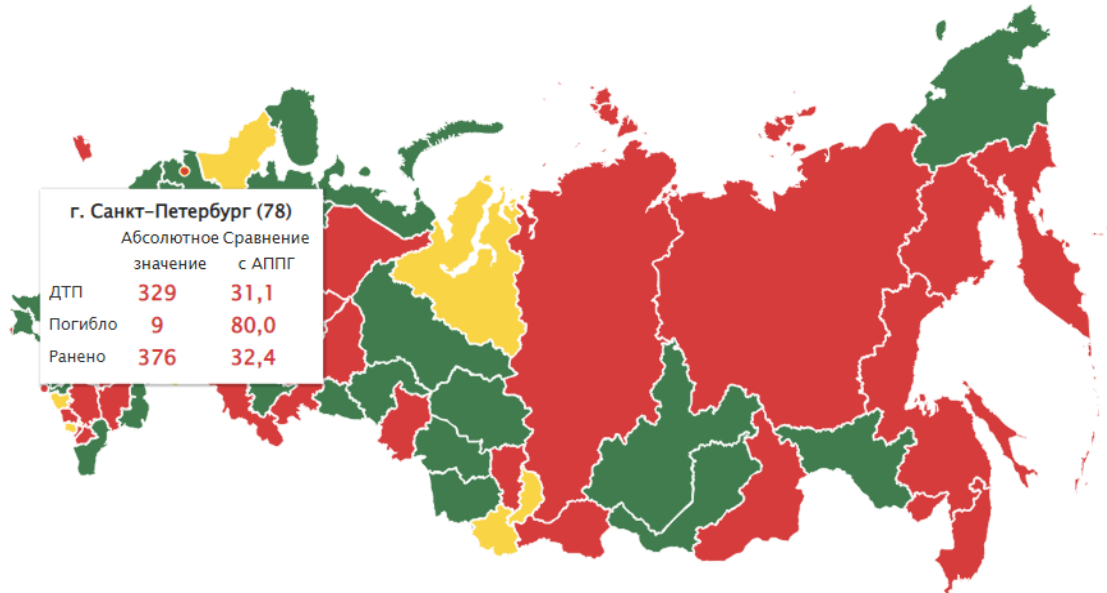 г. Санкт-Петербург (78)
Абсолютное Сравнение
значение с АППГ
ДТП 329 31,1
Погибло 9 80,0
Ранено 376 32,4